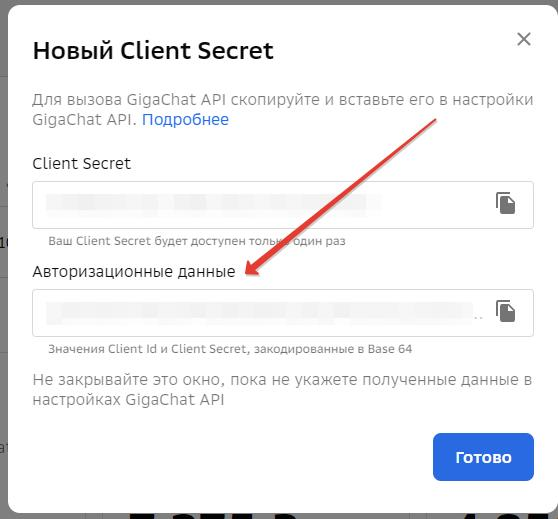 Новый Client Secret
Для вызова GigaChat API скопируйте и вставьте его в настройки
GigaChat API. Подробнее
Client Secret
Ваш Client Secret будет доступен только один раз
Авторизационные данные
..
Значения Client Id и Client Secret, закодированные в Base 64
Не закрывайте это окно, пока не укажете полученные данные в
настройках GigaChat API
Готово